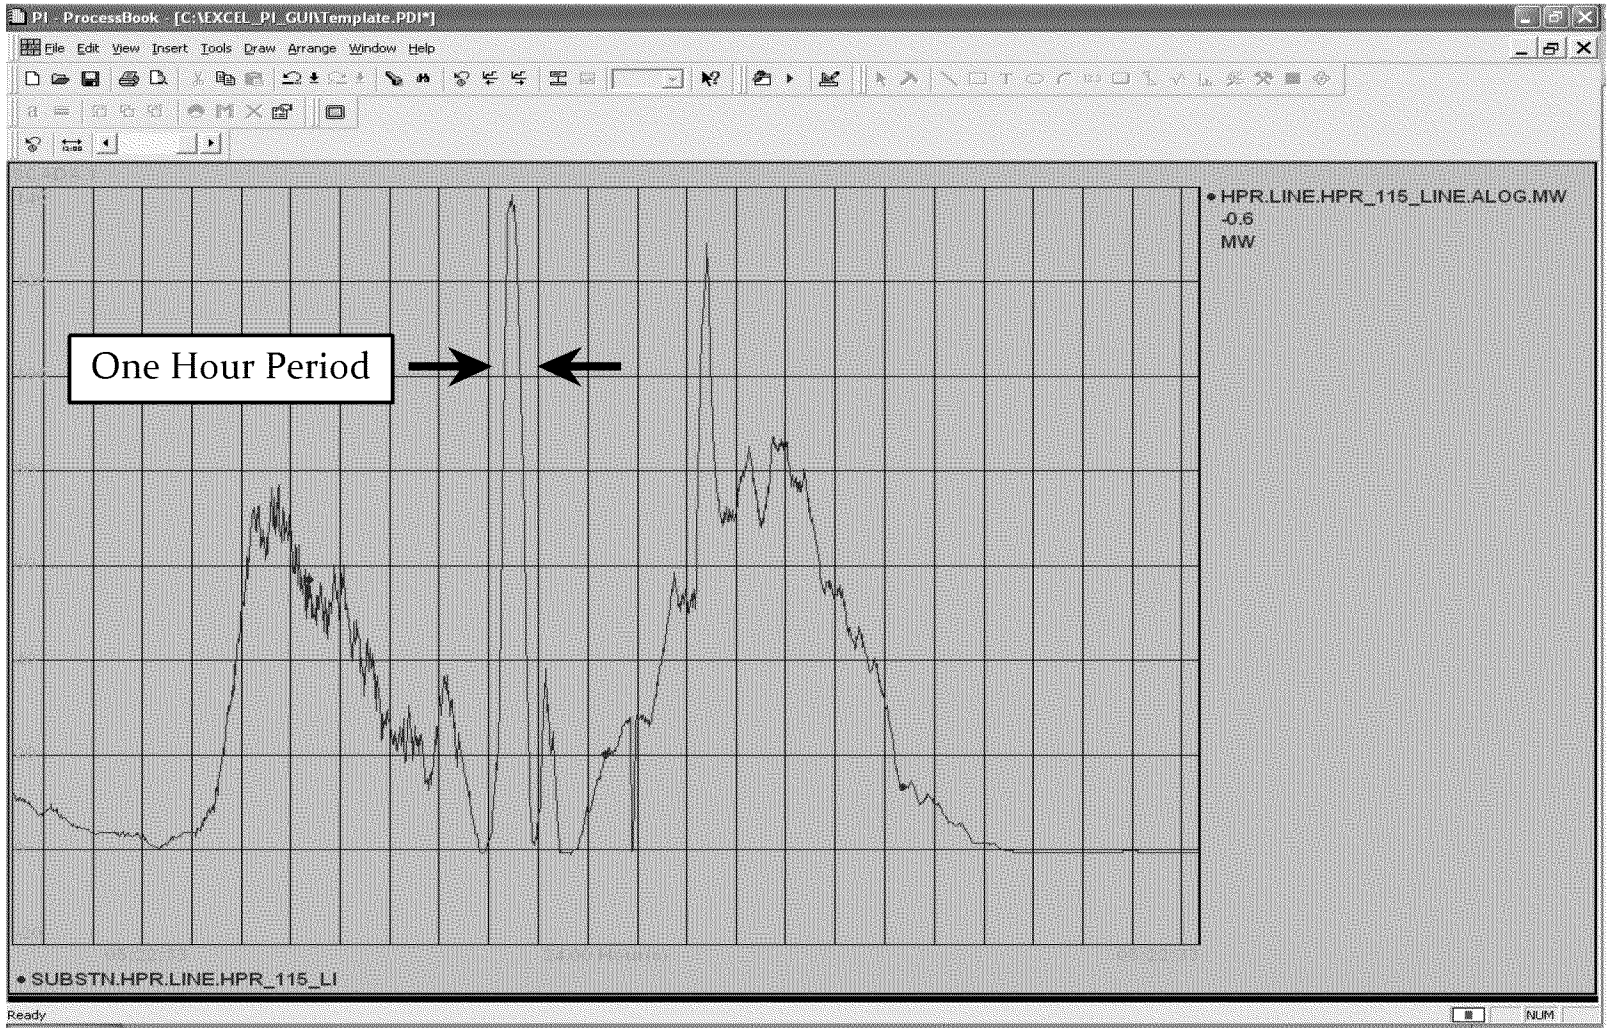 PI - ProcessBook - [C:\EXCEL_PI_GUI\Template.PDI*]
File Edit View Insert Tools Draw Arrange Window Help
HPR.LINE.HPR_115_LINE.ALOG.MW
-0.6
MW
One Hour Period
SUBSTN.HPR.LINE.HPR_115_LI
Ready
NUM